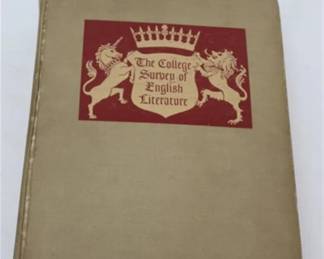 The College
Survey of
English
Literature